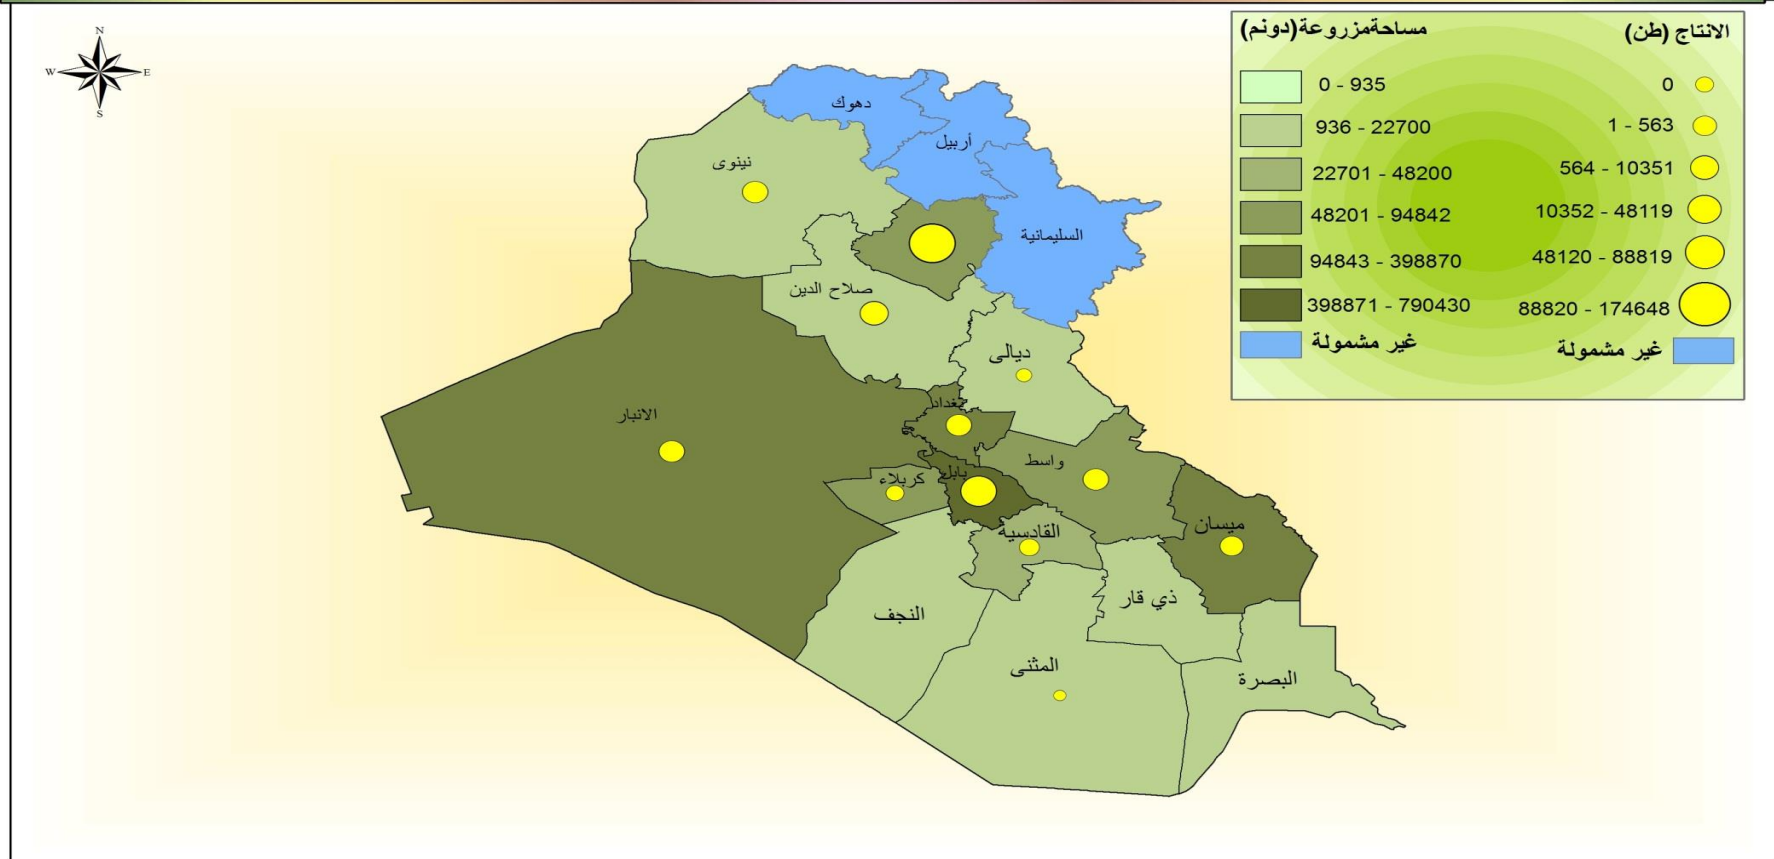 N
W E
S
مساحةمزروعة(دونم)
0 - 935
936 - 22700
22701 - 48200
48201 - 94842
94843 - 398870
398871 - 790430
غير مشمولة
الانتاج (طن)
0
1 - 563
564 - 10351
10352 - 48119
48120 - 88819
88820 - 174648
غير مشمولة
دهوك
أربيل
نينوى
السليمانية
صلاح الدين
ديالى
بغداد
الانبار
واسط
بابل
كربلاء
ميسان
القادسية
ذي قار
النجف
المثنى
البصرة